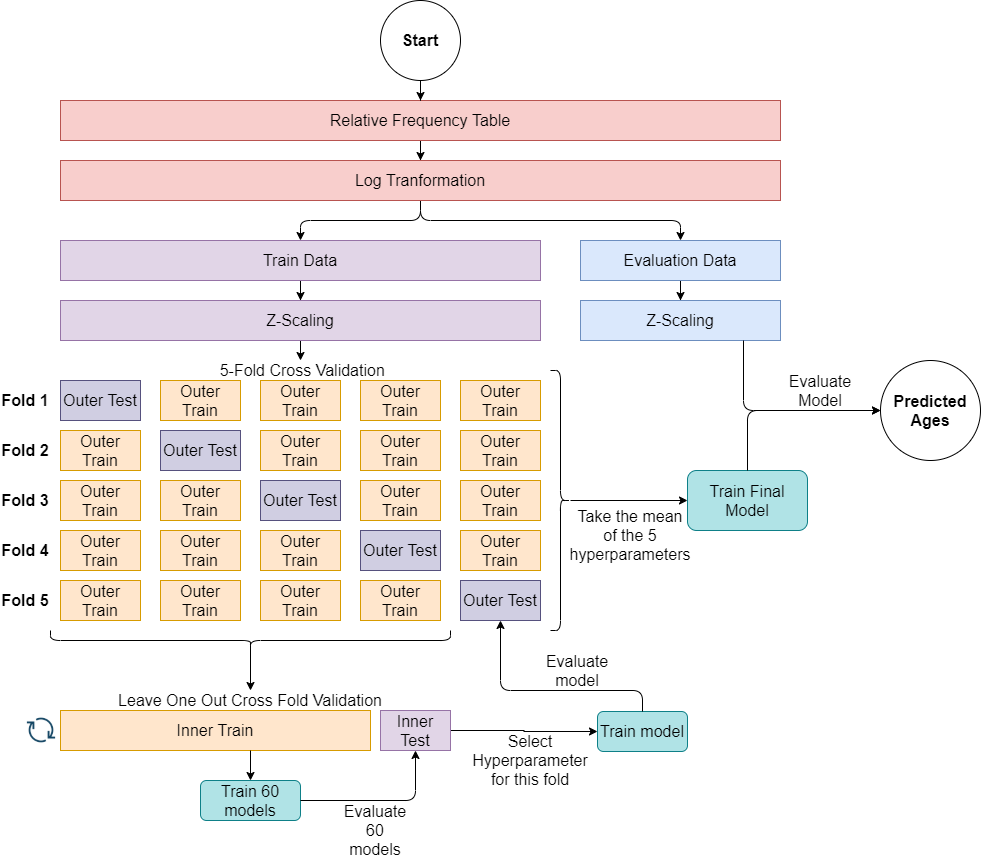 Start
Relative Frequency Table
Log Tranformation
Train Data
Evaluation Data
Z-Scaling
Z-Scaling
5-Fold Cross Validation
Fold 1
Outer Test
Outer
Train
Outer
Train
Outer
Train
Outer
Train
Fold 2
Outer
Train
Outer Test
Outer
Train
Outer
Train
Outer
Train
Fold 3
Outer
Train
Outer
Train
Outer Test
Outer
Train
Outer
Train
Fold 4
Outer
Train
Outer
Train
Outer
Train
Outer Test
Outer
Train
Fold 5
Outer
Train
Outer
Train
Outer
Train
Outer
Train
Outer Test
Take the mean
of the 5
hyperparameters
Train Final
Model
Evaluate
Model
Predicted
Ages
Leave One Out Cross Fold Validation
Inner Train
Inner
Test
Select
Hyperparameter
for this fold
Train model
Evaluate
model
Train 60
models
Evaluate
60
models